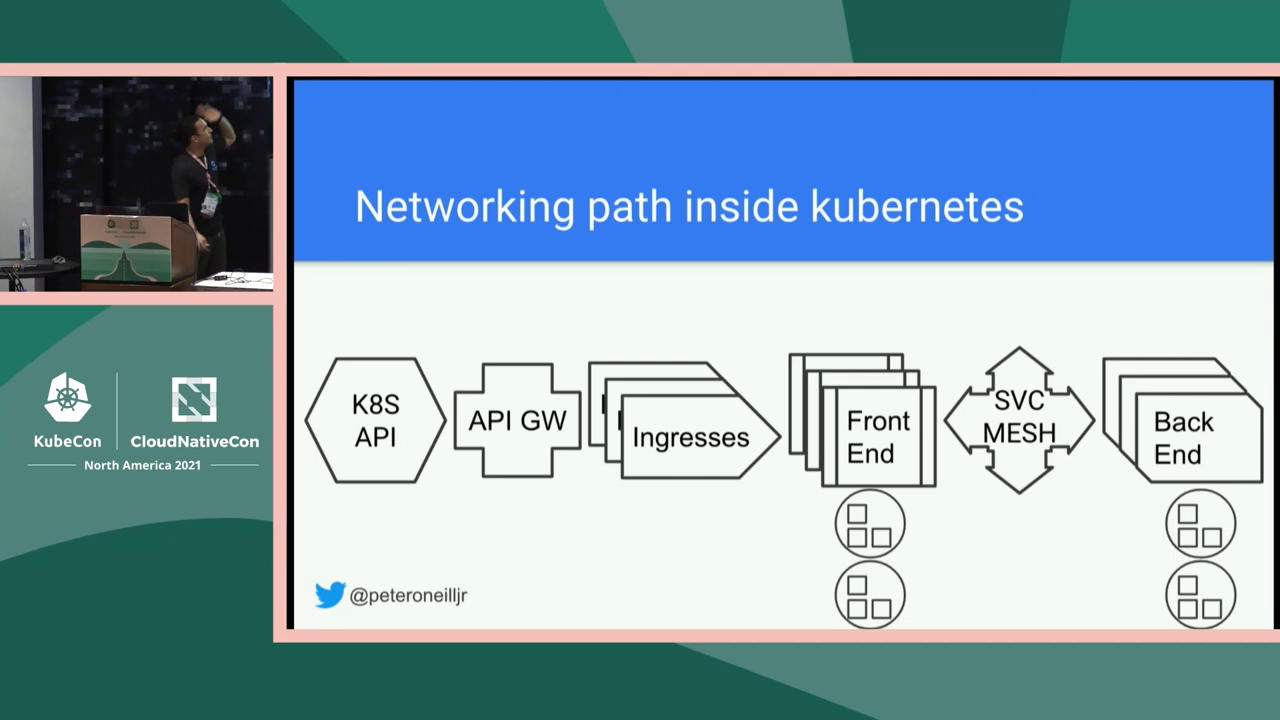 Networking path inside kubernetes
K8S
API
API GW
Ingresses
Front
End
SVC
MESH
Back
End
@peteroneilljr
KubeCon
CloudNativeCon
North America 2021